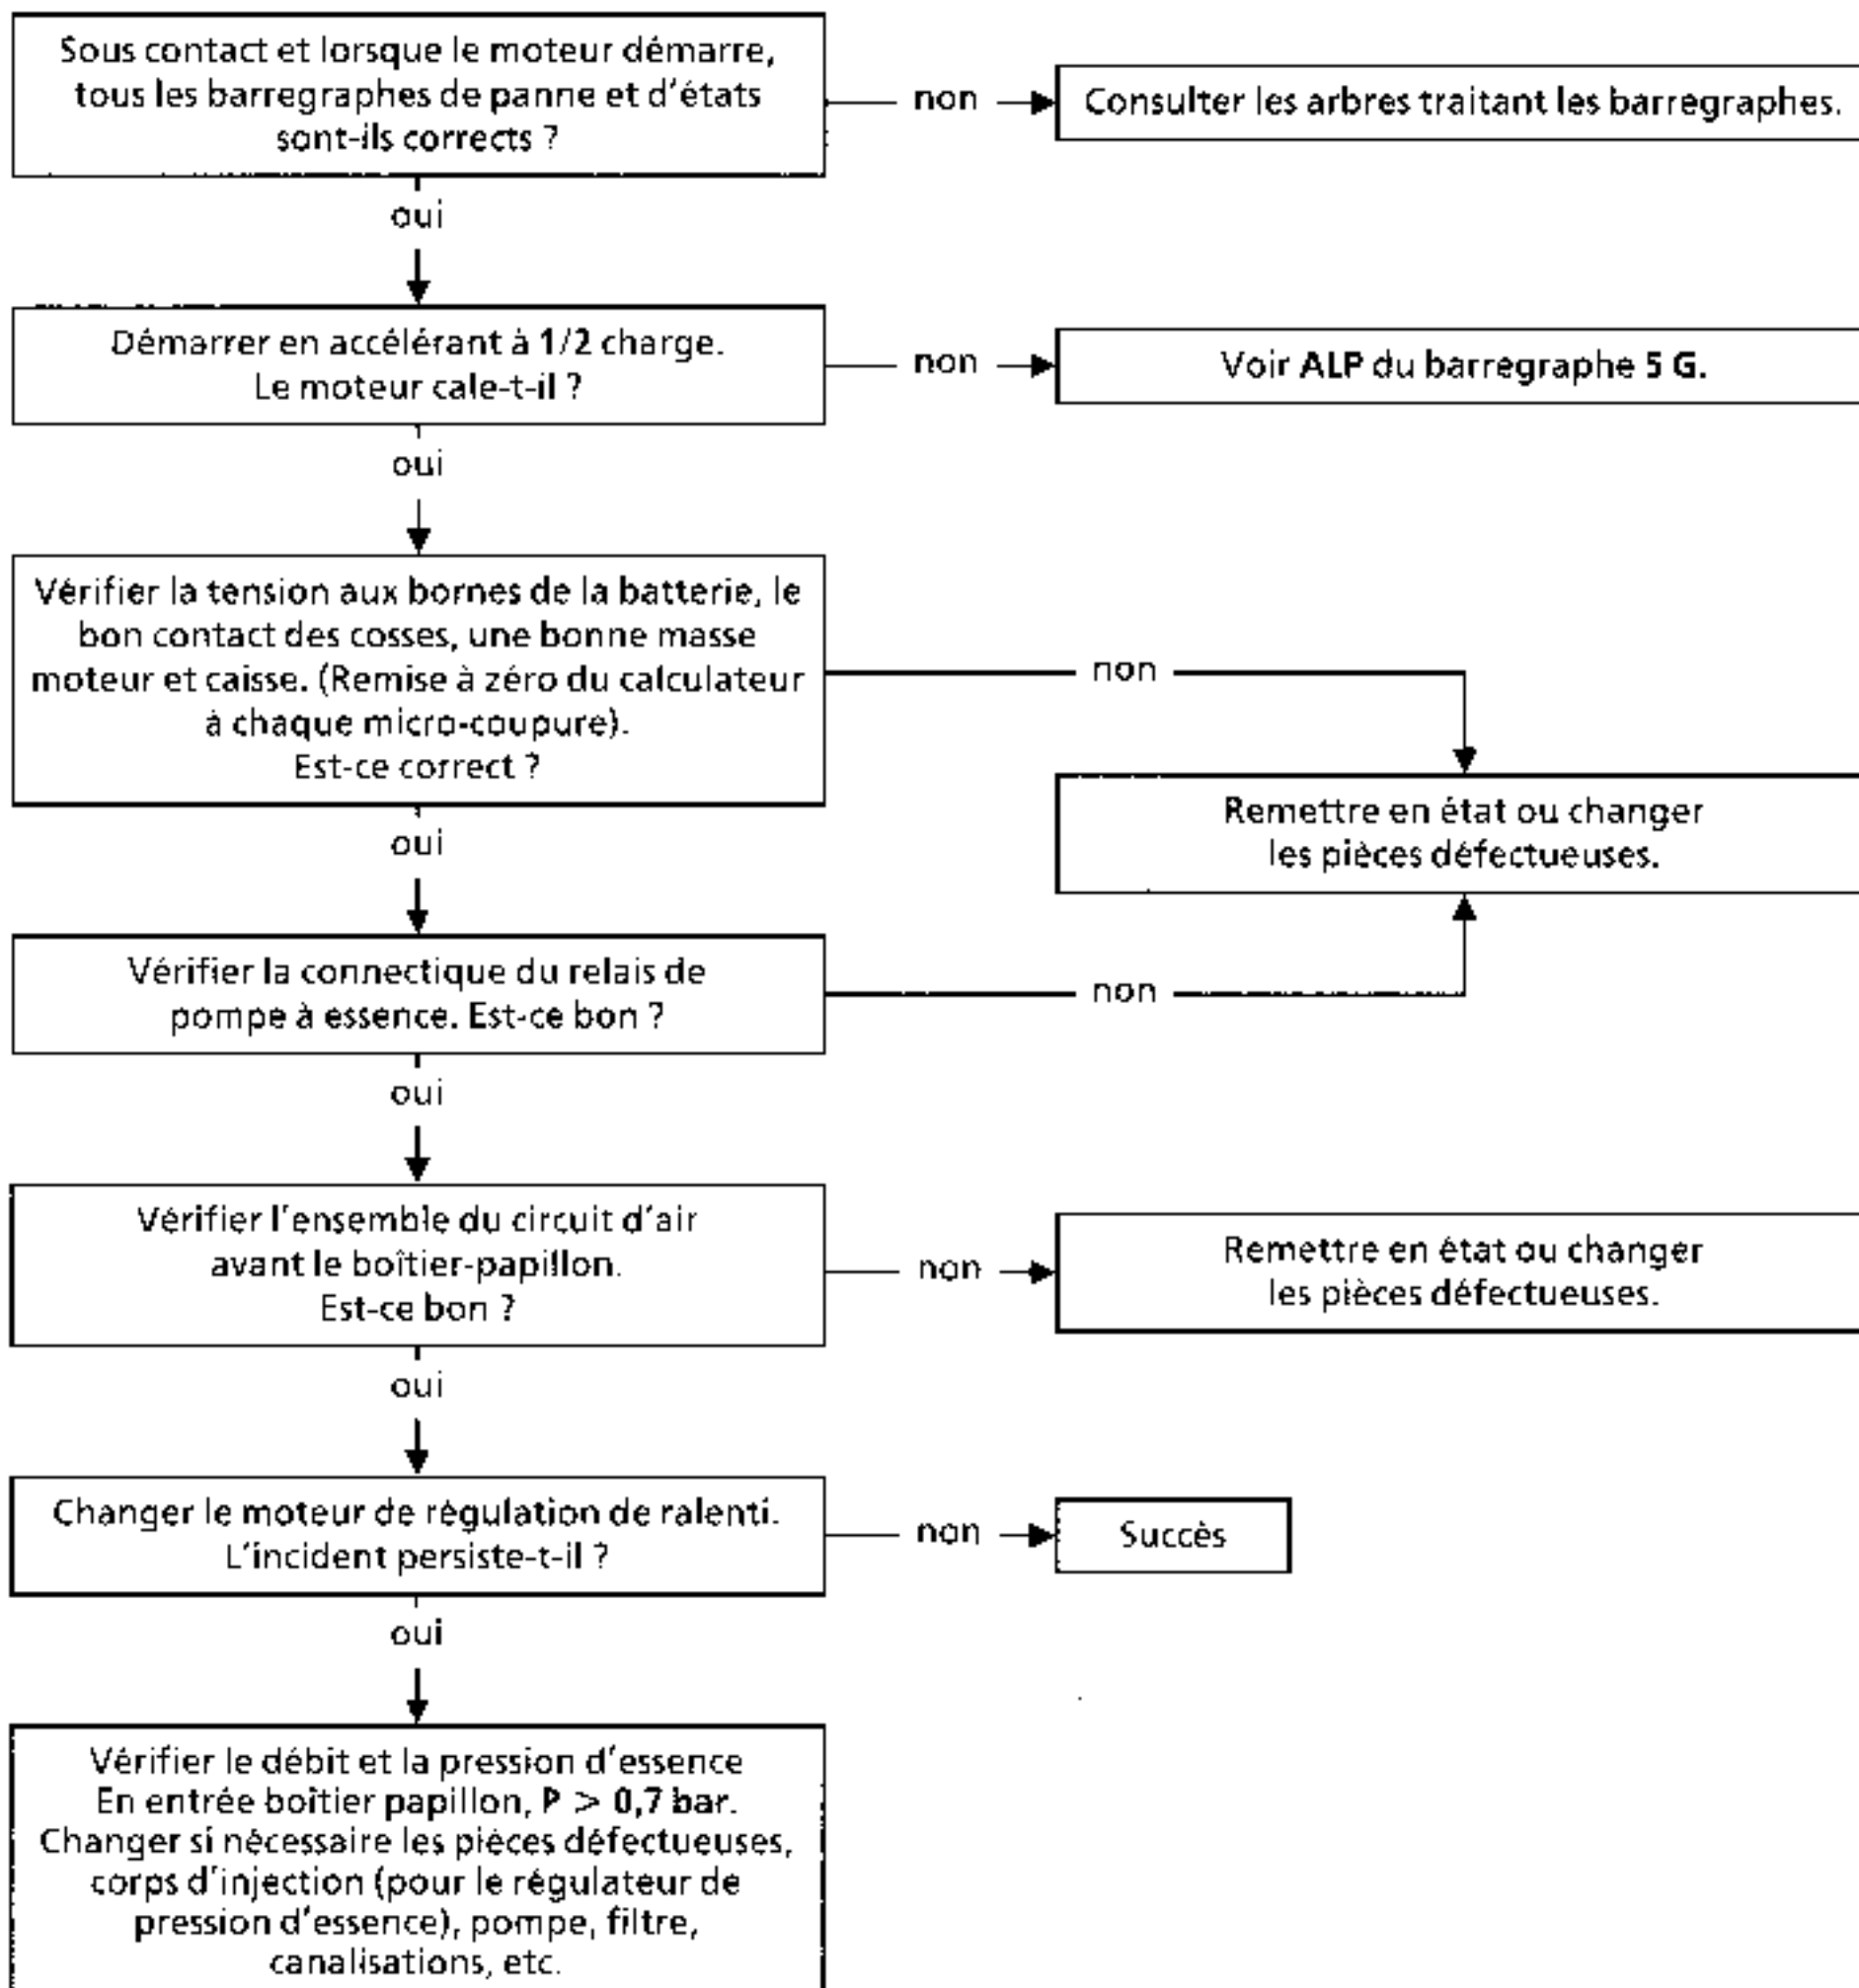 Sous contact et lorsque le moteur démarre,
tous les barregraphes de panne et d'états
sont-ils corrects ?
non
Consulter les arbres traitant les barregraphes.
oui
Démarrer en accélérant à 1/2 charge.
Le moteur cale-t-il ?
non
Voir ALP du barregraphe 5 G.
oui
Vérifier la tension aux bornes de la batterie, le
bon contact des cosses, une bonne masse
moteur et caisse. (Remise à zéro du calculateur
à chaque micro-coupure).
Est-ce correct ?
non
Remettre en état ou changer
les pièces défectueuses.
oui
Vérifier la connectique du relais de
pompe à essence. Est-ce bon ?
non
oui
Vérifier l'ensemble du circuit d'air
avant le boîtier-papillon.
Est-ce bon ?
non
Remettre en état ou changer
les pièces défectueuses.
oui
Changer le moteur de régulation de ralenti.
L'incident persiste-t-il ?
non
Succès
oui
Vérifier le débit et la pression d'essence
En entrée boîtier papillon, P > 0,7 bar.
Changer si nécessaire les pièces défectueuses,
corps d'injection (pour le régulateur de
pression d'essence), pompe, filtre,
canalisations, etc.